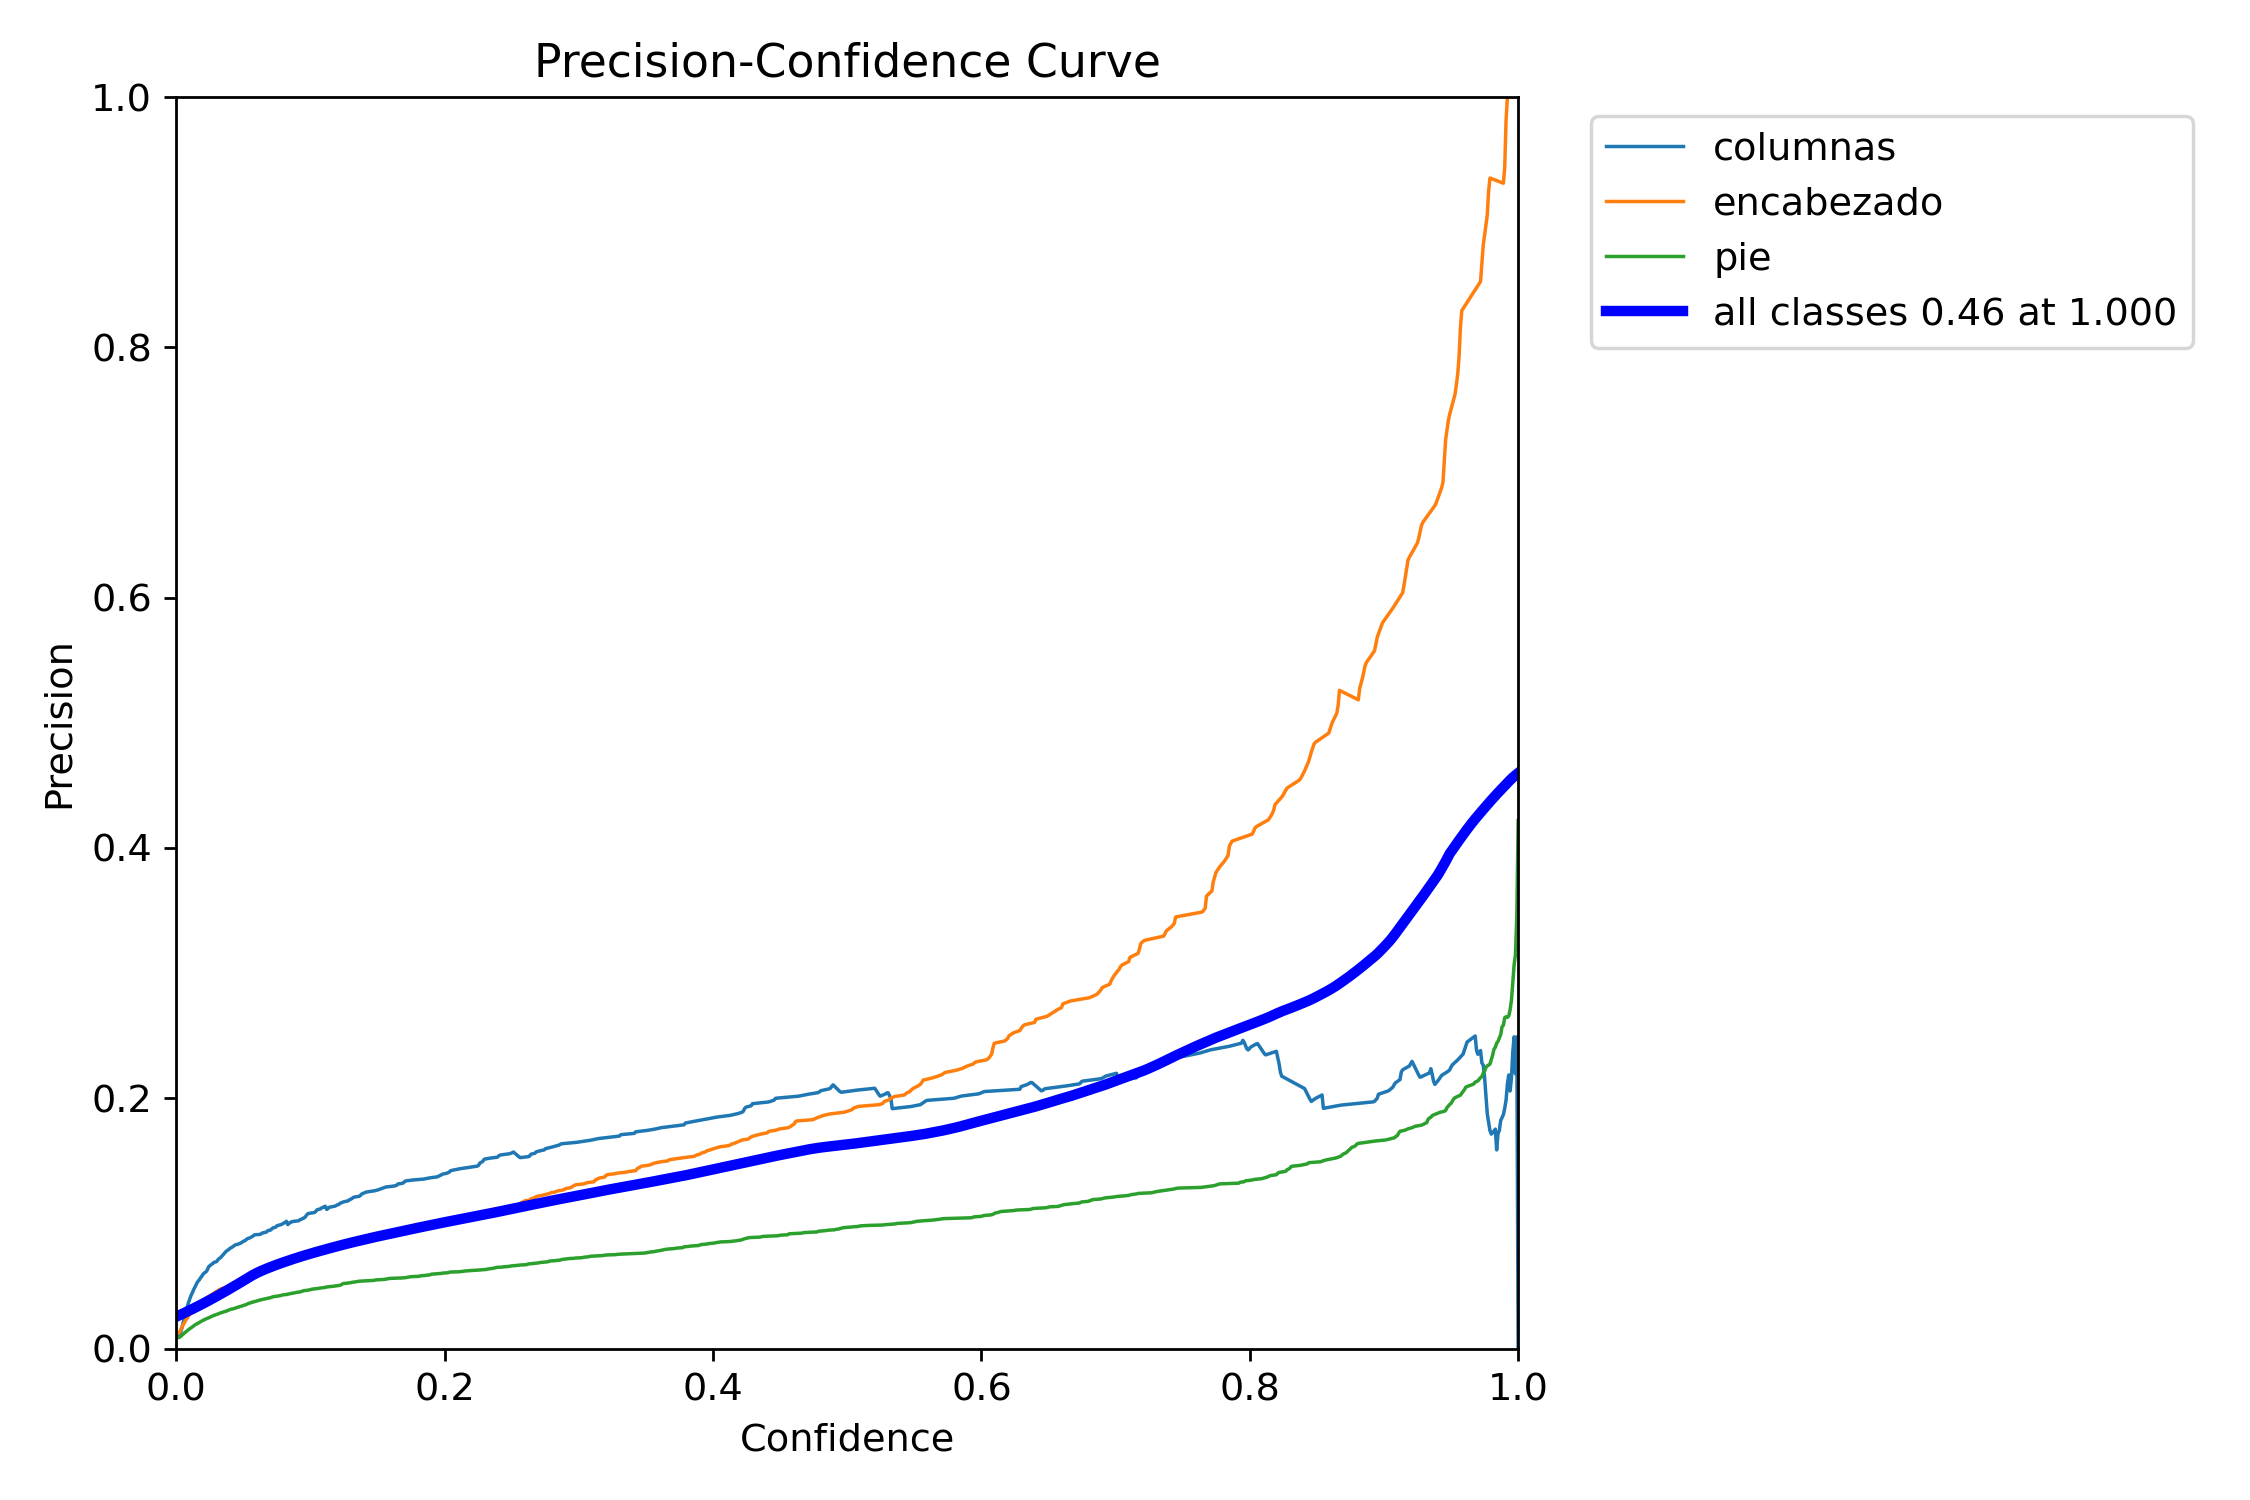 Precision-Confidence Curve
1.0
0.8
0.6
0.4
0.2
0.0
Precision
0.0 0.2 0.4 0.6 0.8 1.0
Confidence
columnas
encabezado
pie
all classes 0.46 at 1.000